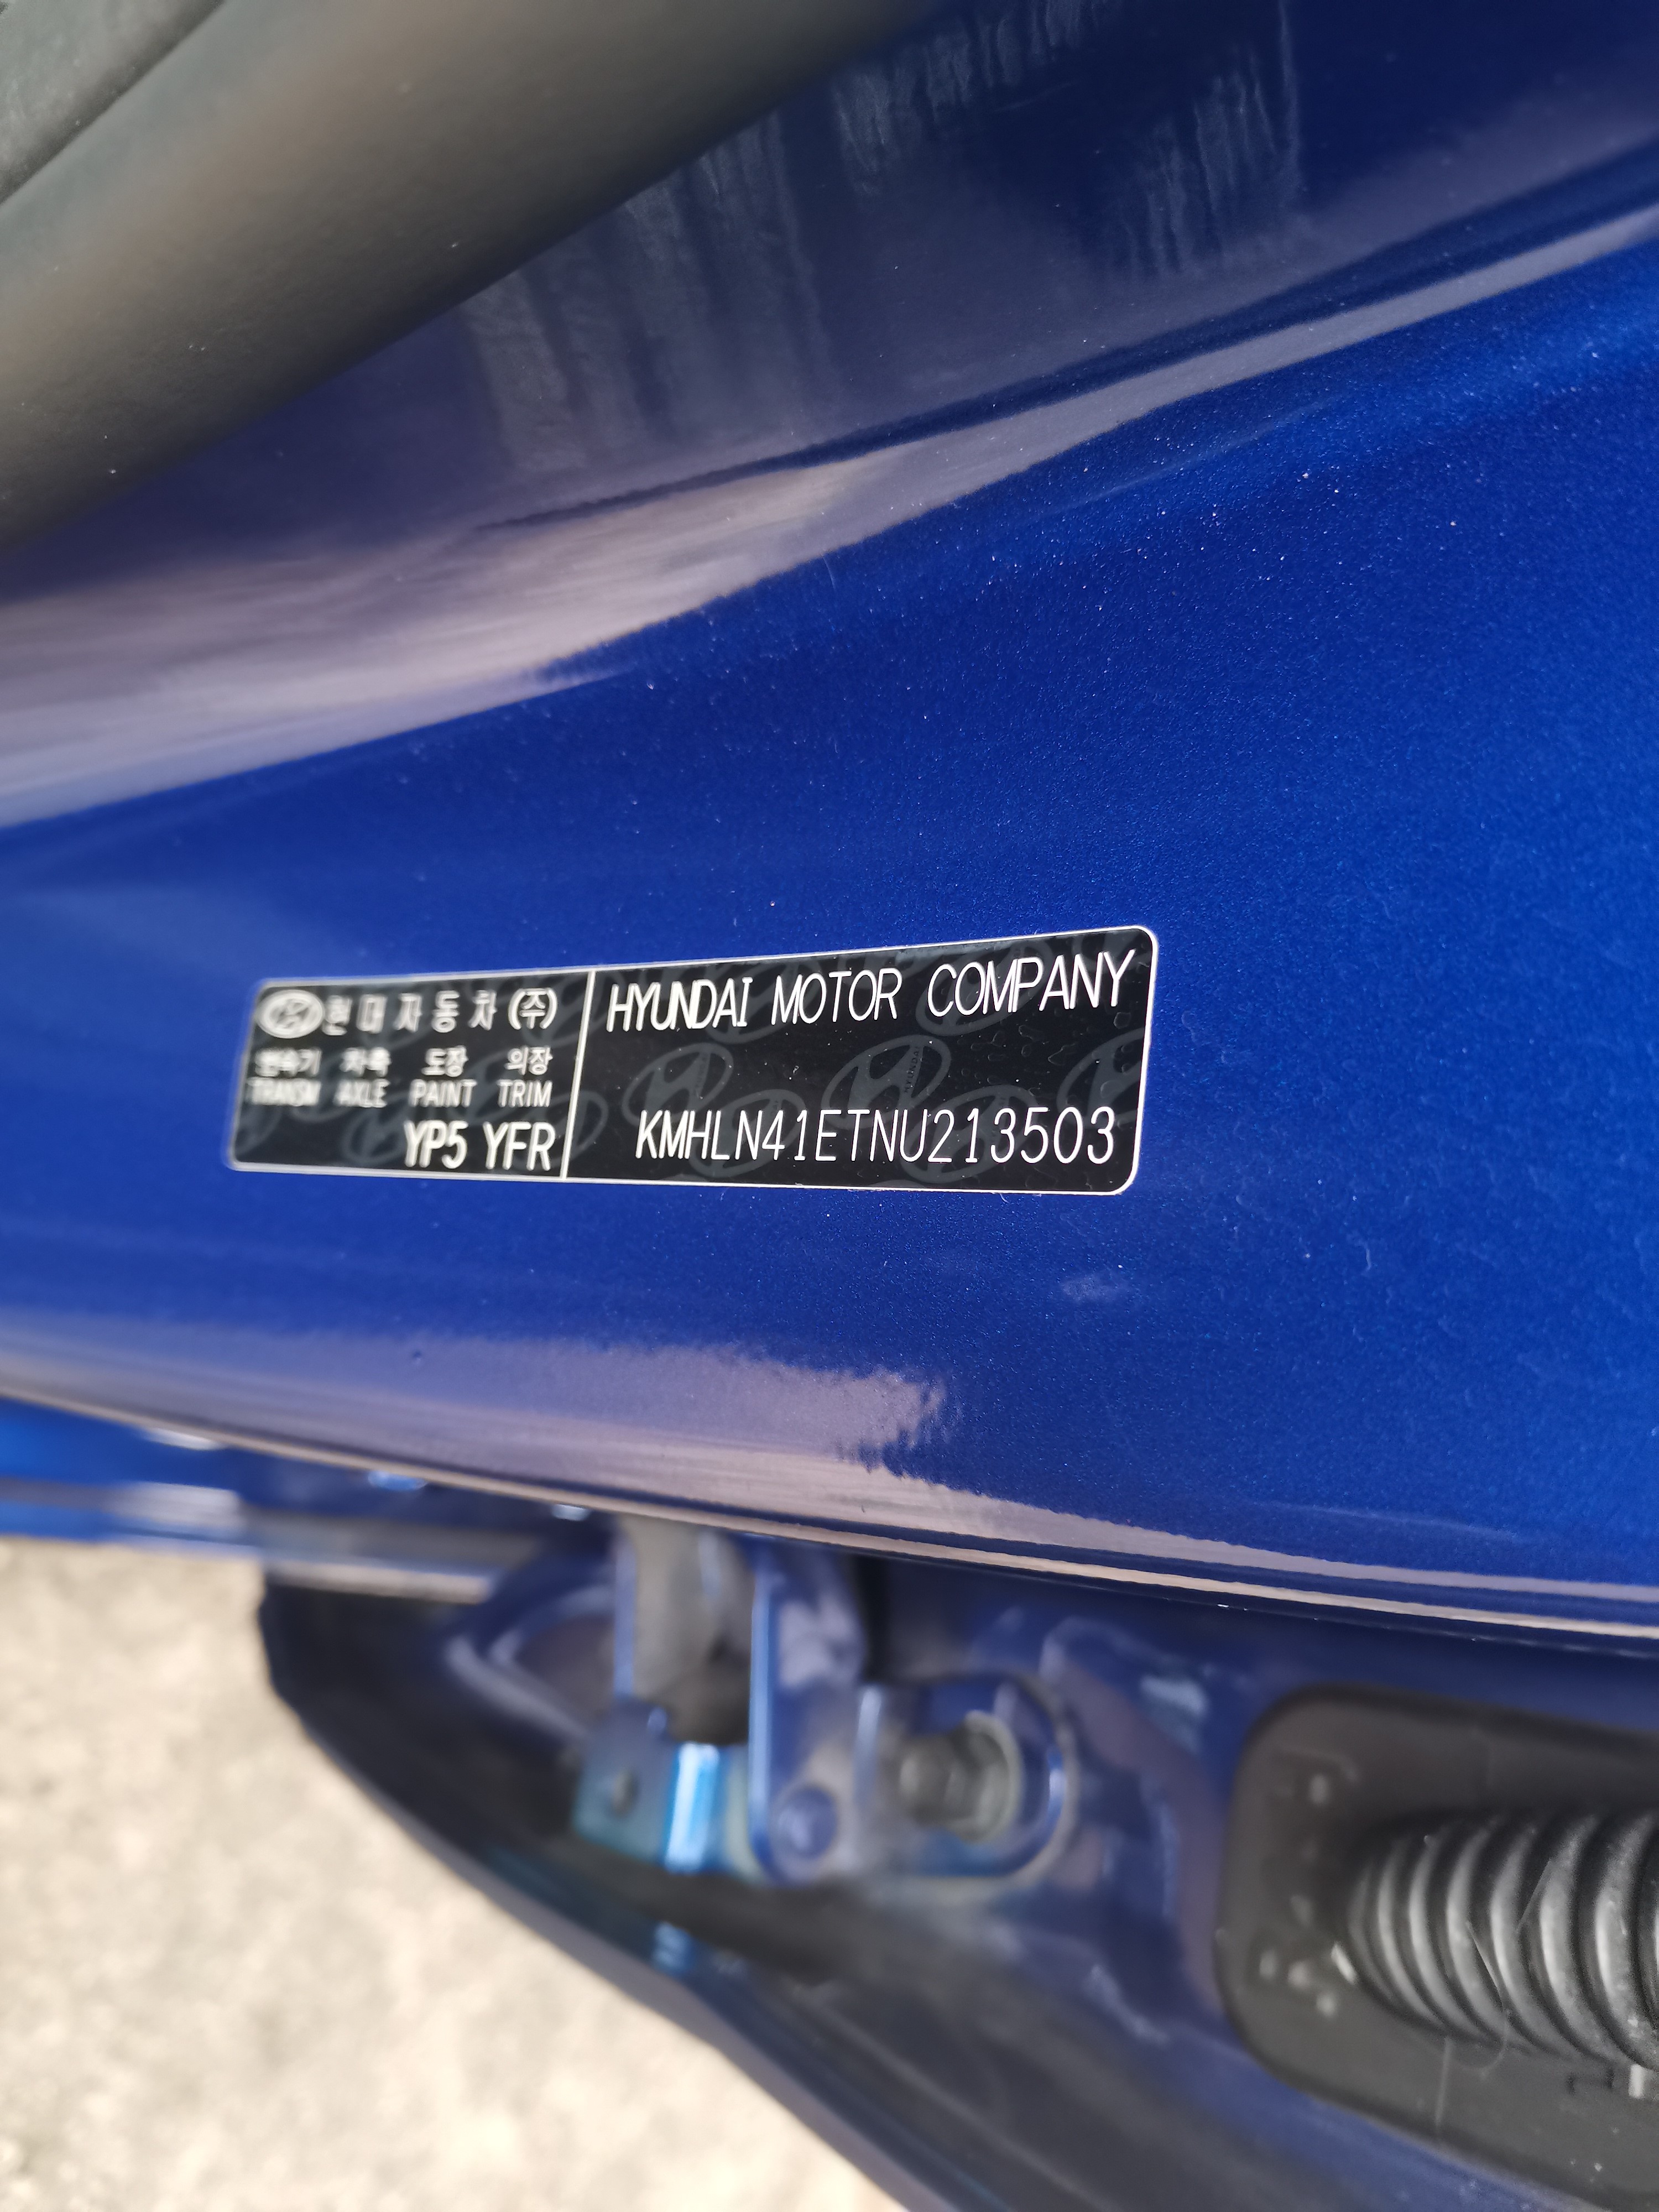 현대자동차(주)
변속기 차축 도장 의장
TRANSM AXLE PAINT TRIM
YP5 YFR
HYUNDAI MOTOR COMPANY
KMHLN41ETNU213503